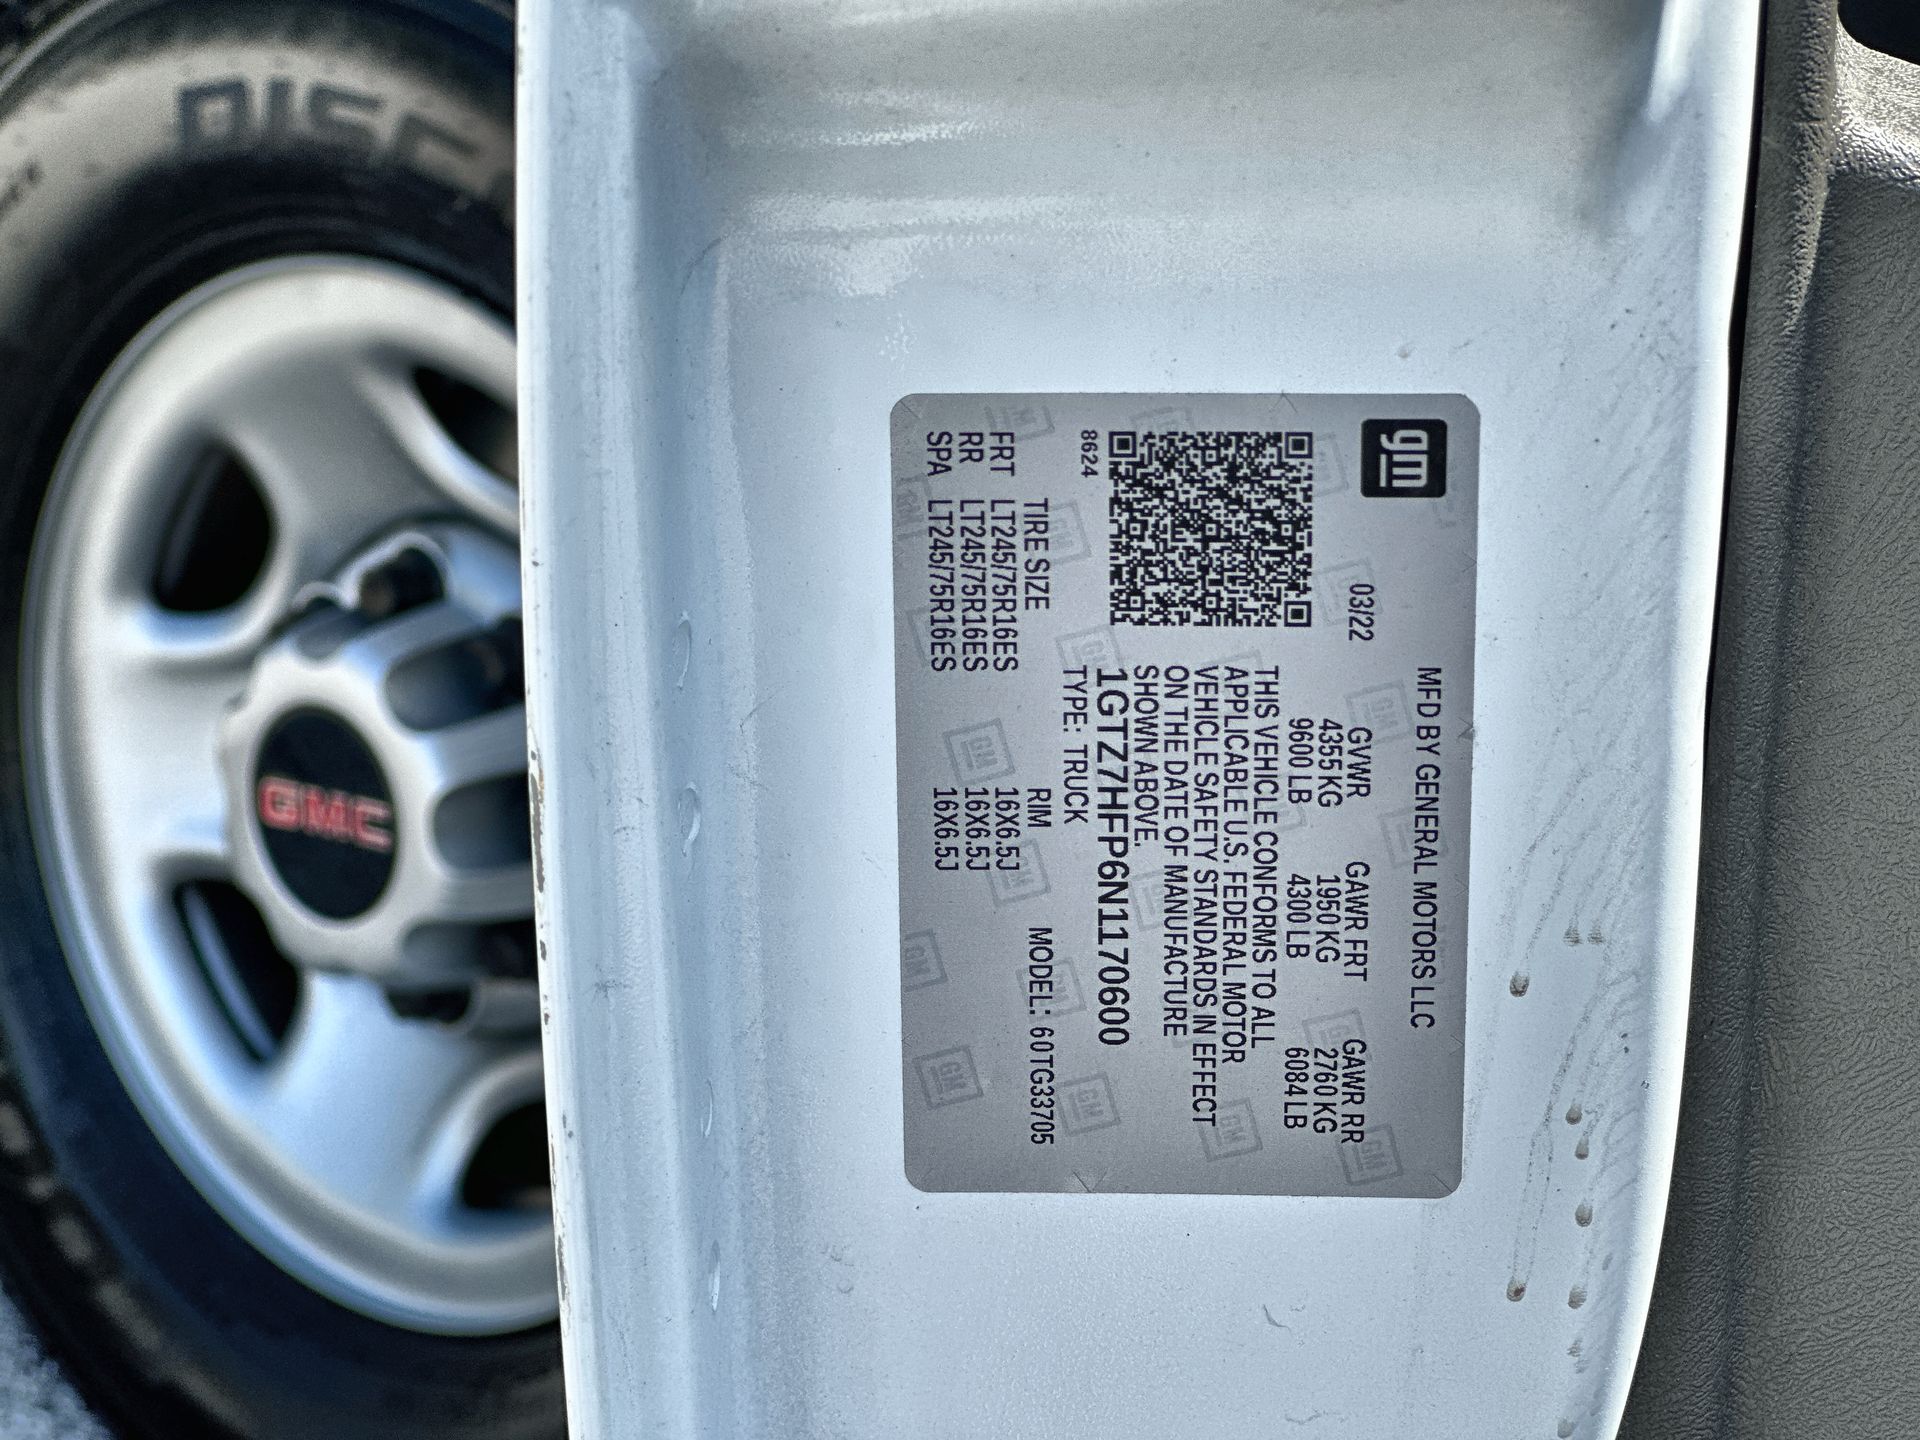 gm
MFD BY GENERAL MOTORS LLC
03/22
GVWR GAWR FRT GAWR RR
4355 KG 1950 KG 2760 KG
9600 LB 4300 LB 6084 LB
THIS VEHICLE CONFORMS TO ALL
APPLICABLE U.S. FEDERAL MOTOR
VEHICLE SAFETY STANDARDS IN EFFECT
ON THE DATE OF MANUFACTURE
SHOWN ABOVE.
8624
1GTZ7HFP6N1170600
TYPE: TRUCK
TIRE SIZE RIM MODEL: 60TG33705
FRT LT245/75R16ES 16X6.5J
RR LT245/75R16ES 16X6.5J
SPA LT245/75R16ES 16X6.5J
GMC